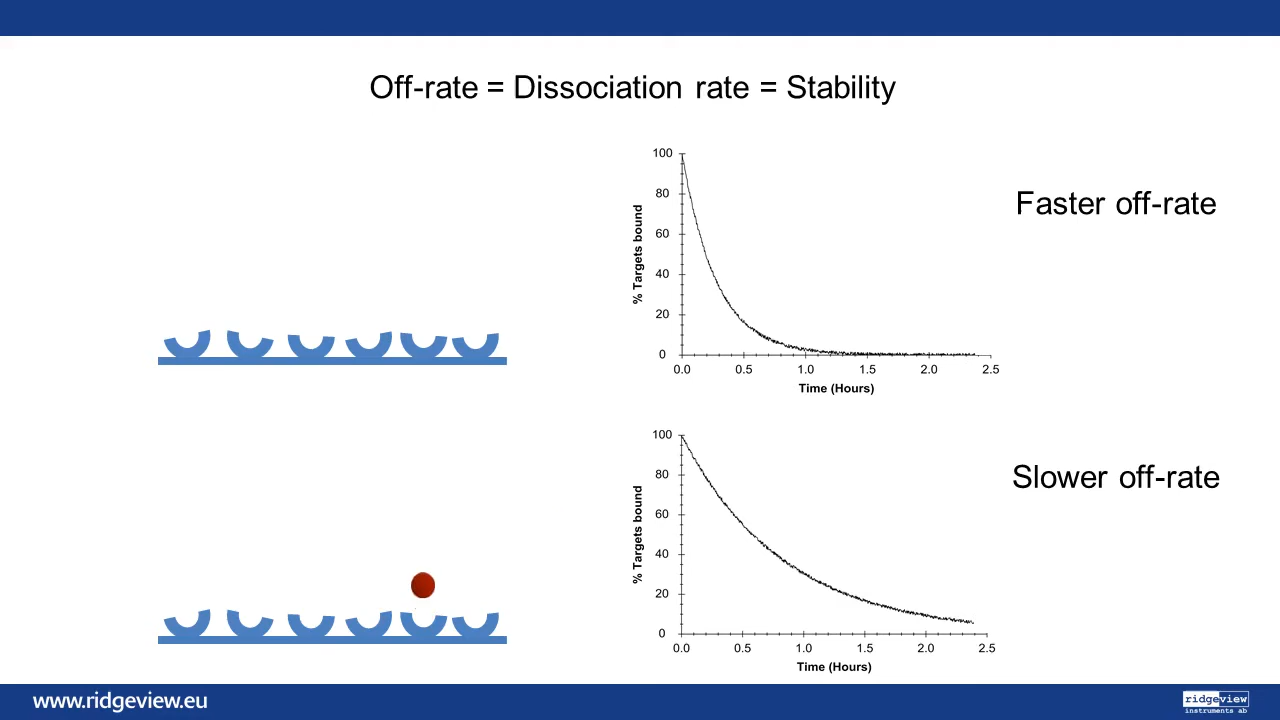 Off-rate = Dissociation rate = Stability
100
80
60
40
20
0
% Targets bound
0.0 0.5 1.0 1.5 2.0 2.5
Time (Hours)
Faster off-rate
100
80
60
40
20
0
% Targets bound
0.0 0.5 1.0 1.5 2.0 2.5
Time (Hours)
Slower off-rate
www.ridgeview.eu
ridgeview
instruments ab